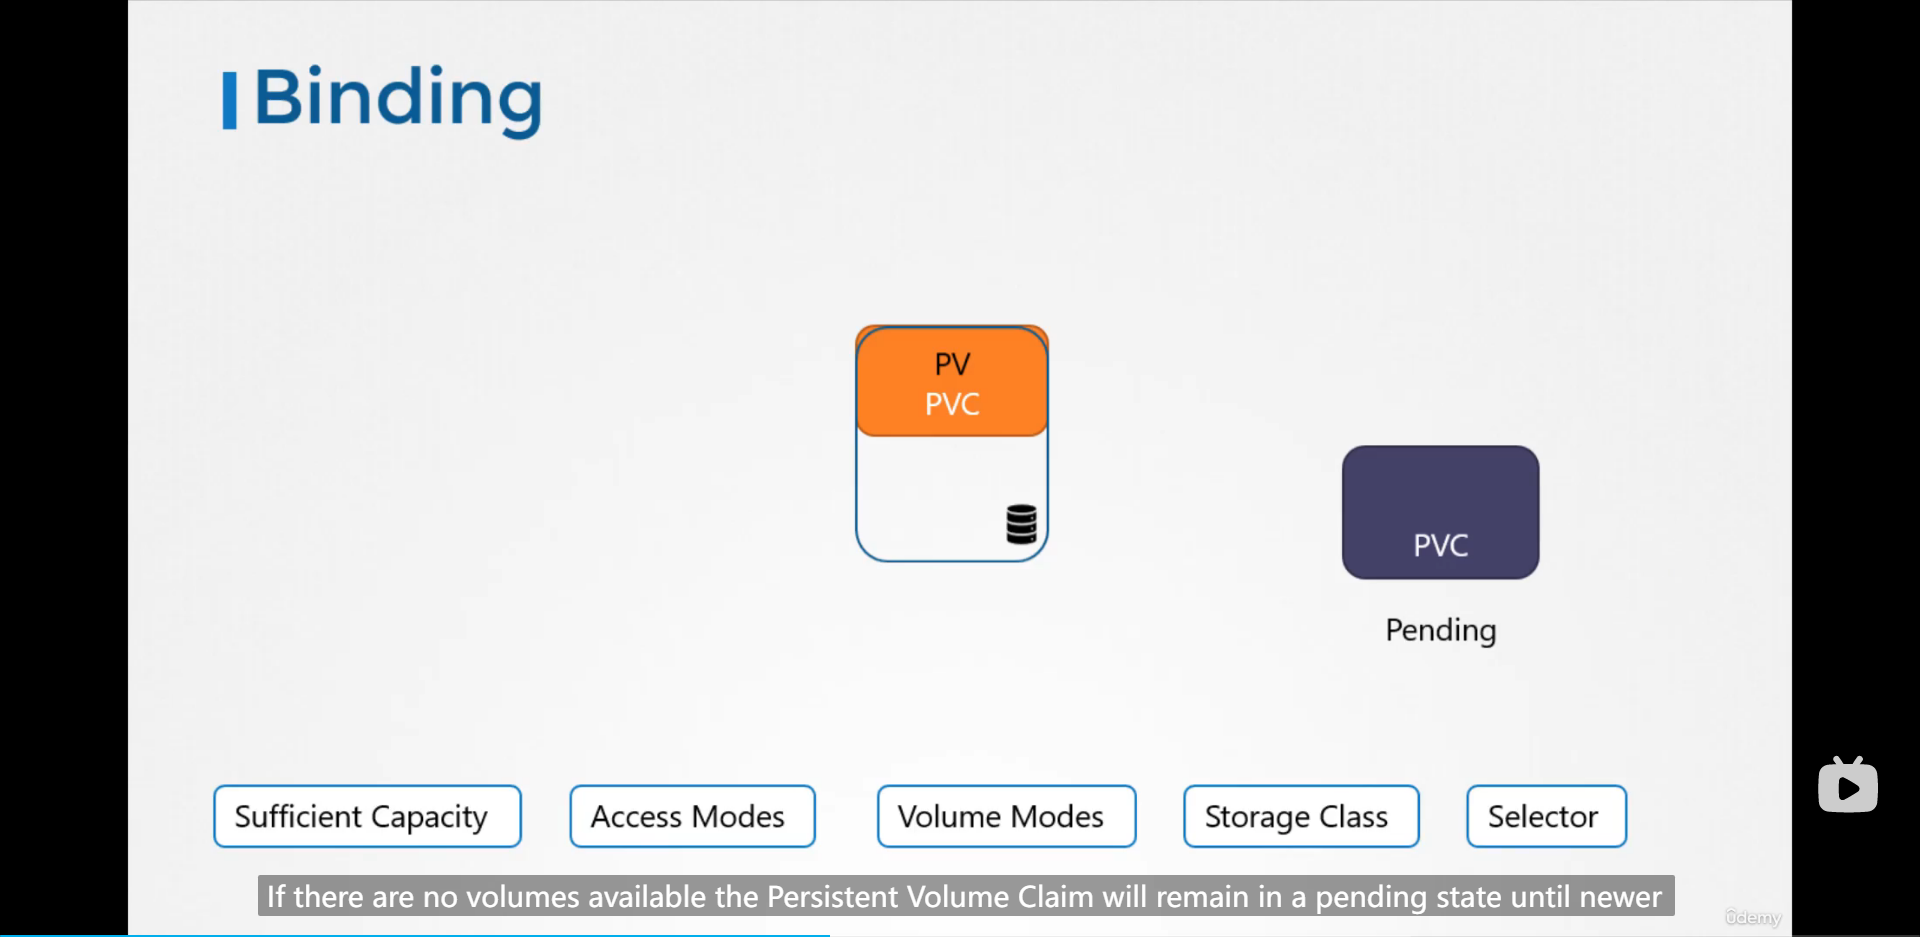 Binding
PV
PVC
PVC
Pending
Sufficient Capacity
Access Modes
Volume Modes
Storage Class
Selector
If there are no volumes available the Persistent Volume Claim will remain in a pending state until newer
ûdemy